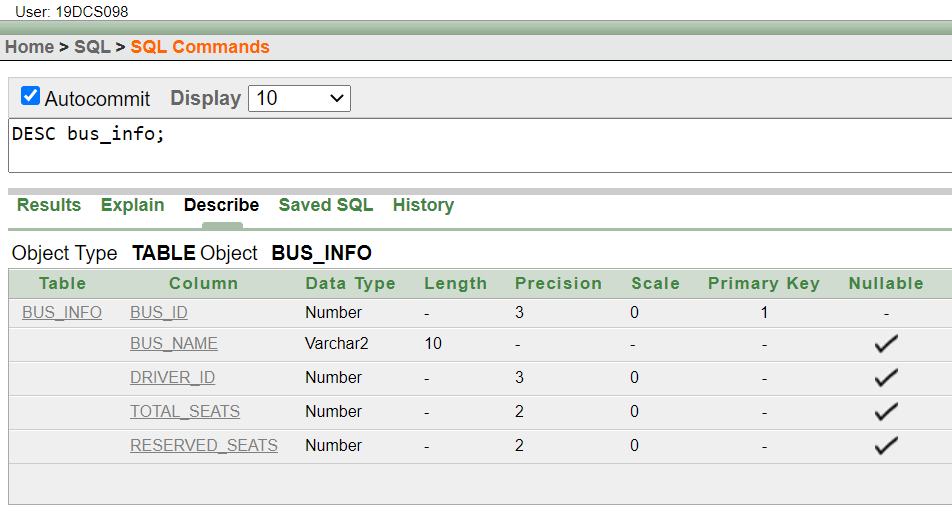 User: 19DCS098
Home > SQL > SQL Commands
Autocommit Display 10
DESC bus_info;
Results Explain Describe Saved SQL History
Object Type TABLE Object BUS_INFO
Table Column Data Type Length Precision Scale Primary Key Nullable
BUS_INFO BUS_ID Number - 3 0 1 -
BUS_NAME Varchar2 10 - - -
DRIVER_ID Number - 3 0 -
TOTAL_SEATS Number - 2 0 -
RESERVED_SEATS Number - 2 0 -